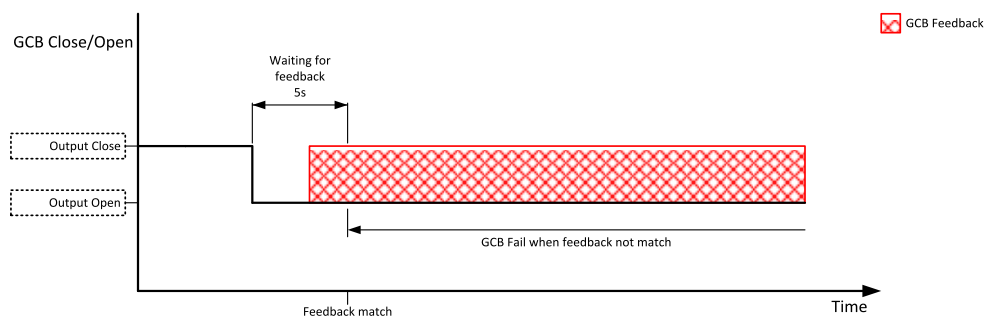 GCB Close/Open
GCB Feedback
Waiting for
feedback
5s
Output Close
Output Open
GCB Fail when feedback not match
Time
Feedback match